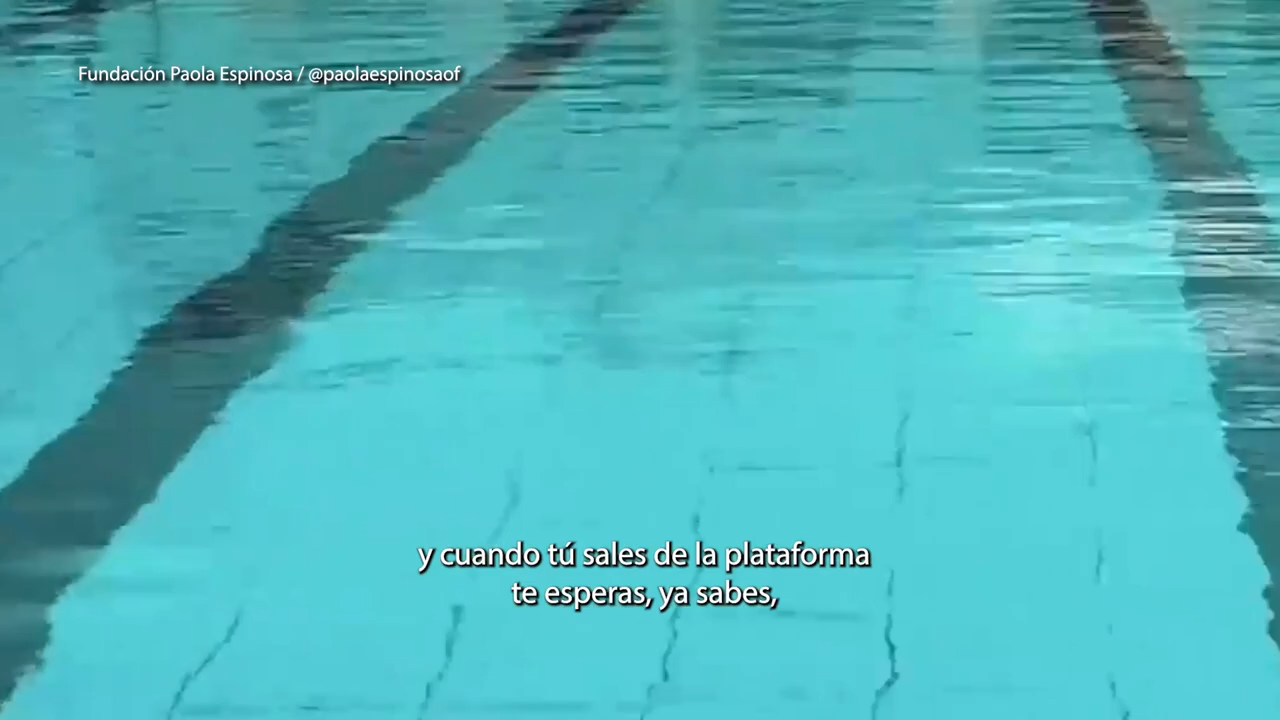 Fundación Paola Espinosa / @paolaespinosaof
y cuando tú sales de la plataforma
te esperas, ya sabes,